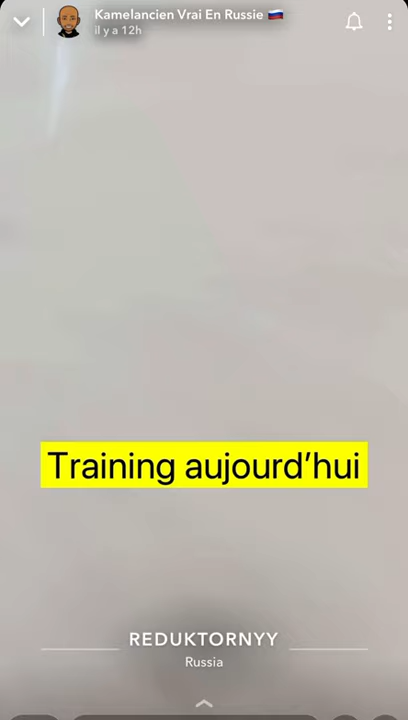 Kamelancien Vrai En Russie 🇷🇺
il y a 12h
Training aujourd'hui
REDUKTORNYY
Russia